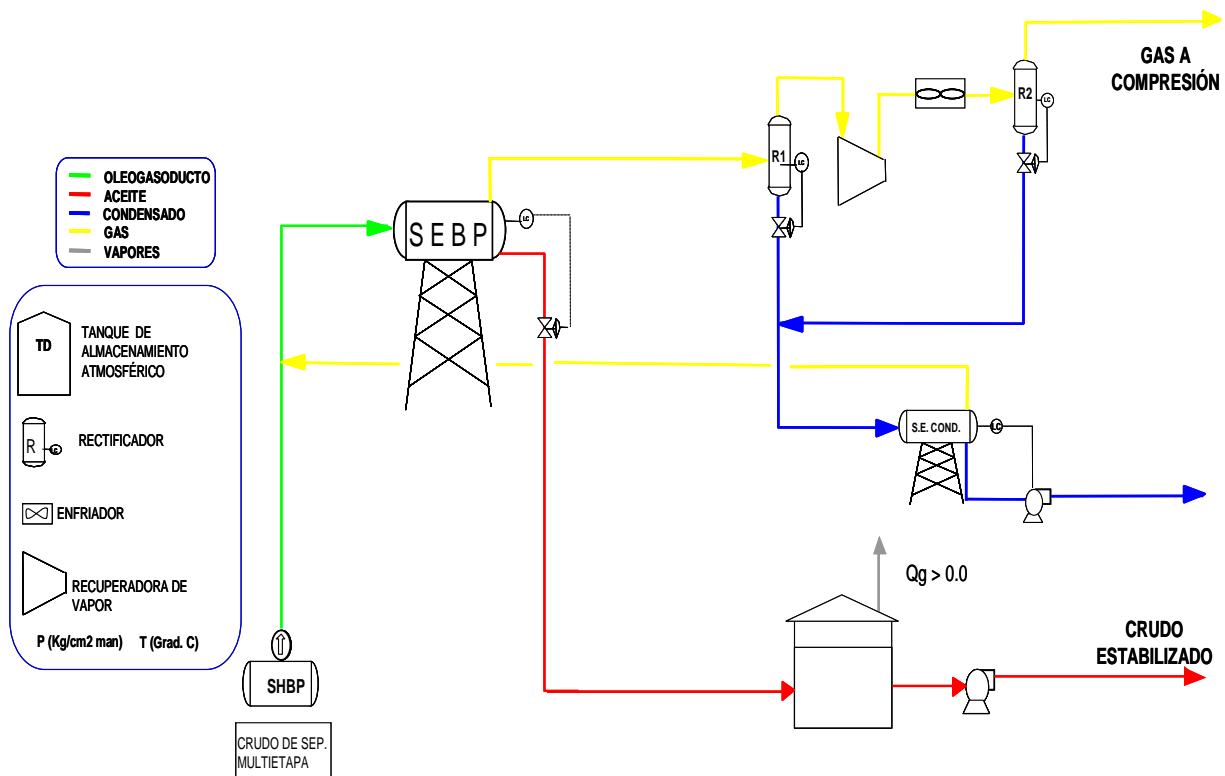 GAS A
COMPRESIÓN
R2
LC
R1
LC
OLEOGASODUCTO
ACEITE
CONDENSADO
GAS
VAPORES
SEBP
LC
TD
TANQUE DE
ALMACENAMIENTO
ATMOSFÉRICO
R
LC
RECTIFICADOR
ENFRIADOR
RECUPERADORA DE
VAPOR
P (Kg/cm2 man) T (Grad. C)
S.E. COND.
LC
Qg > 0.0
CRUDO
ESTABILIZADO
SHBP
CRUDO DE SEP.
MULTIETAPA